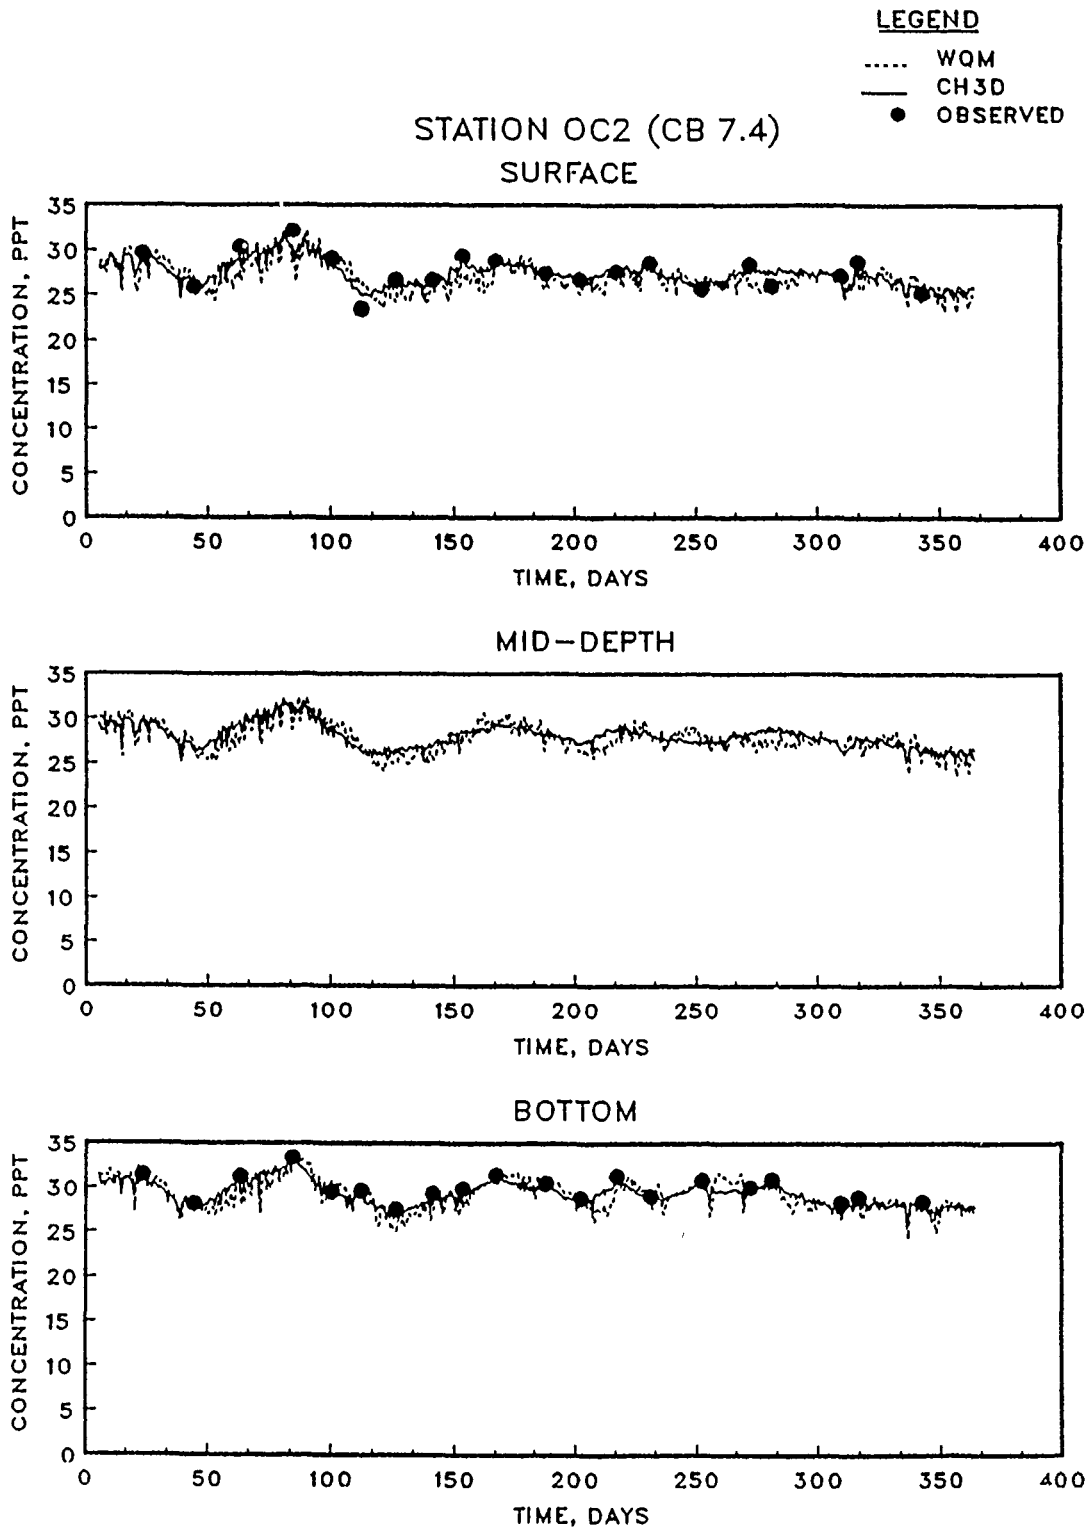 LEGEND
WQM
CH3D
OBSERVED
STATION OC2 (CB 7.4)
SURFACE
CONCENTRATION, PPT
35
30
25
20
15
10
5
0
0 50 100 150 200 250 300 350 400
TIME, DAYS
MID-DEPTH
CONCENTRATION, PPT
35
30
25
20
15
10
5
0
0 50 100 150 200 250 300 350 400
TIME, DAYS
BOTTOM
CONCENTRATION, PPT
35
30
25
20
15
10
5
0
0 50 100 150 200 250 300 350 400
TIME, DAYS